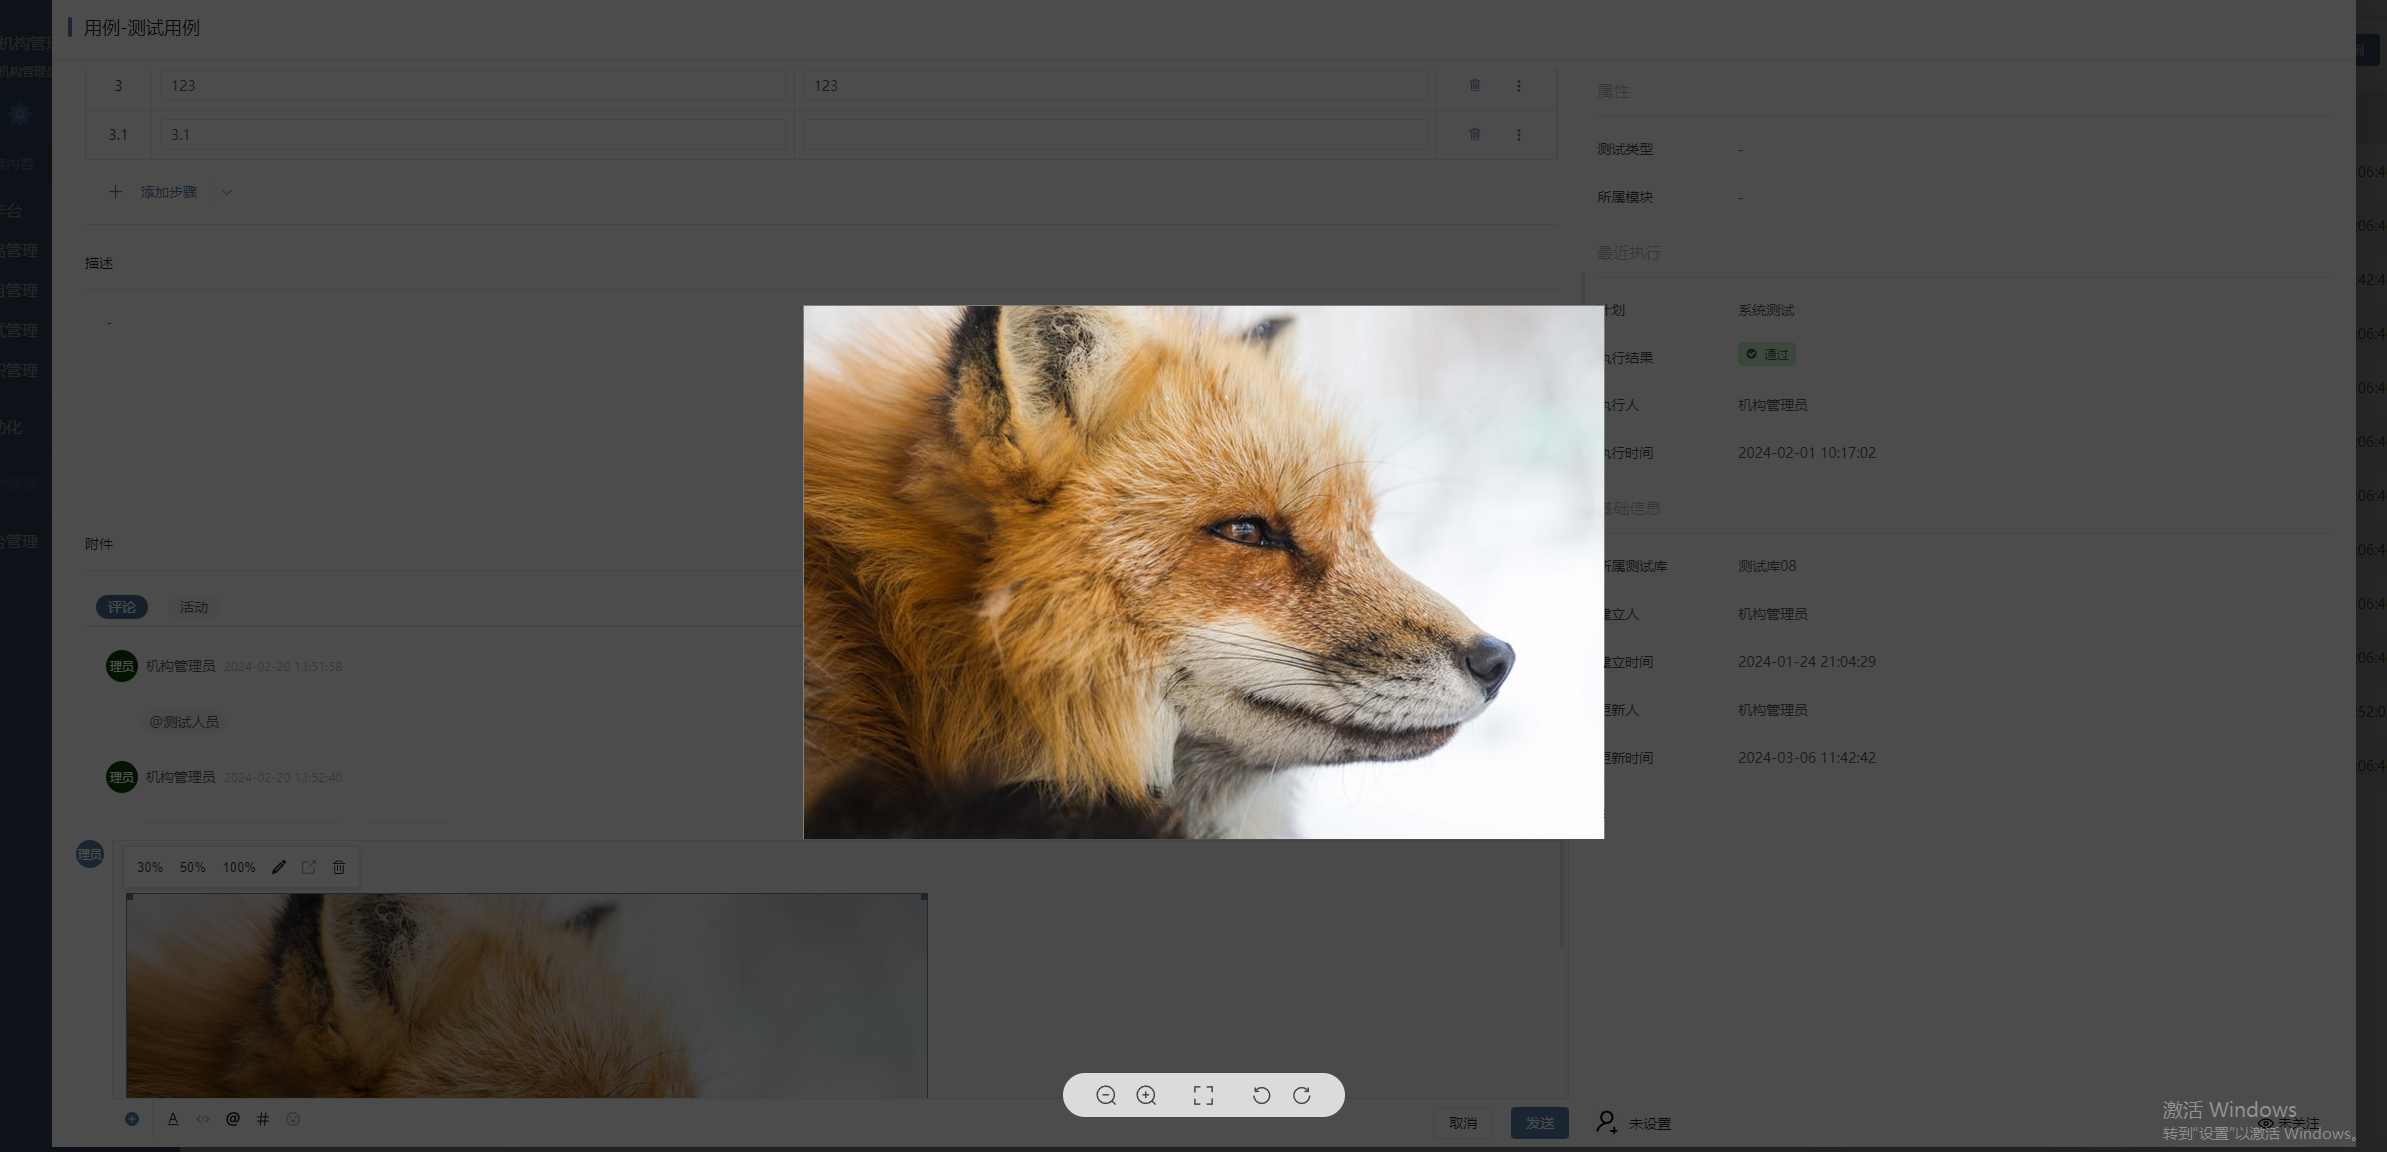 用例-测试用例
3 123 123
3.1 3.1
添加步骤
描述
-
附件
评论 活动
理员 机构管理员 2024-02-20 13:51:58
@测试人员
理员 机构管理员 2024-02-20 13:52:40
理员
30% 50% 100%
取消 发送
属性
测试类型 -
所属模块 -
最近执行
计划 系统测试
执行结果 通过
执行人 机构管理员
执行时间 2024-02-01 10:17:02
基础信息
所属测试库 测试库08
建立人 机构管理员
建立时间 2024-01-24 21:04:29
更新人 机构管理员
更新时间 2024-03-06 11:42:42
未设置
未关注
激活 Windows
转到“设置”以激活 Windows。
机构管理
机构管理员
管理
管理
管理
管理
管理